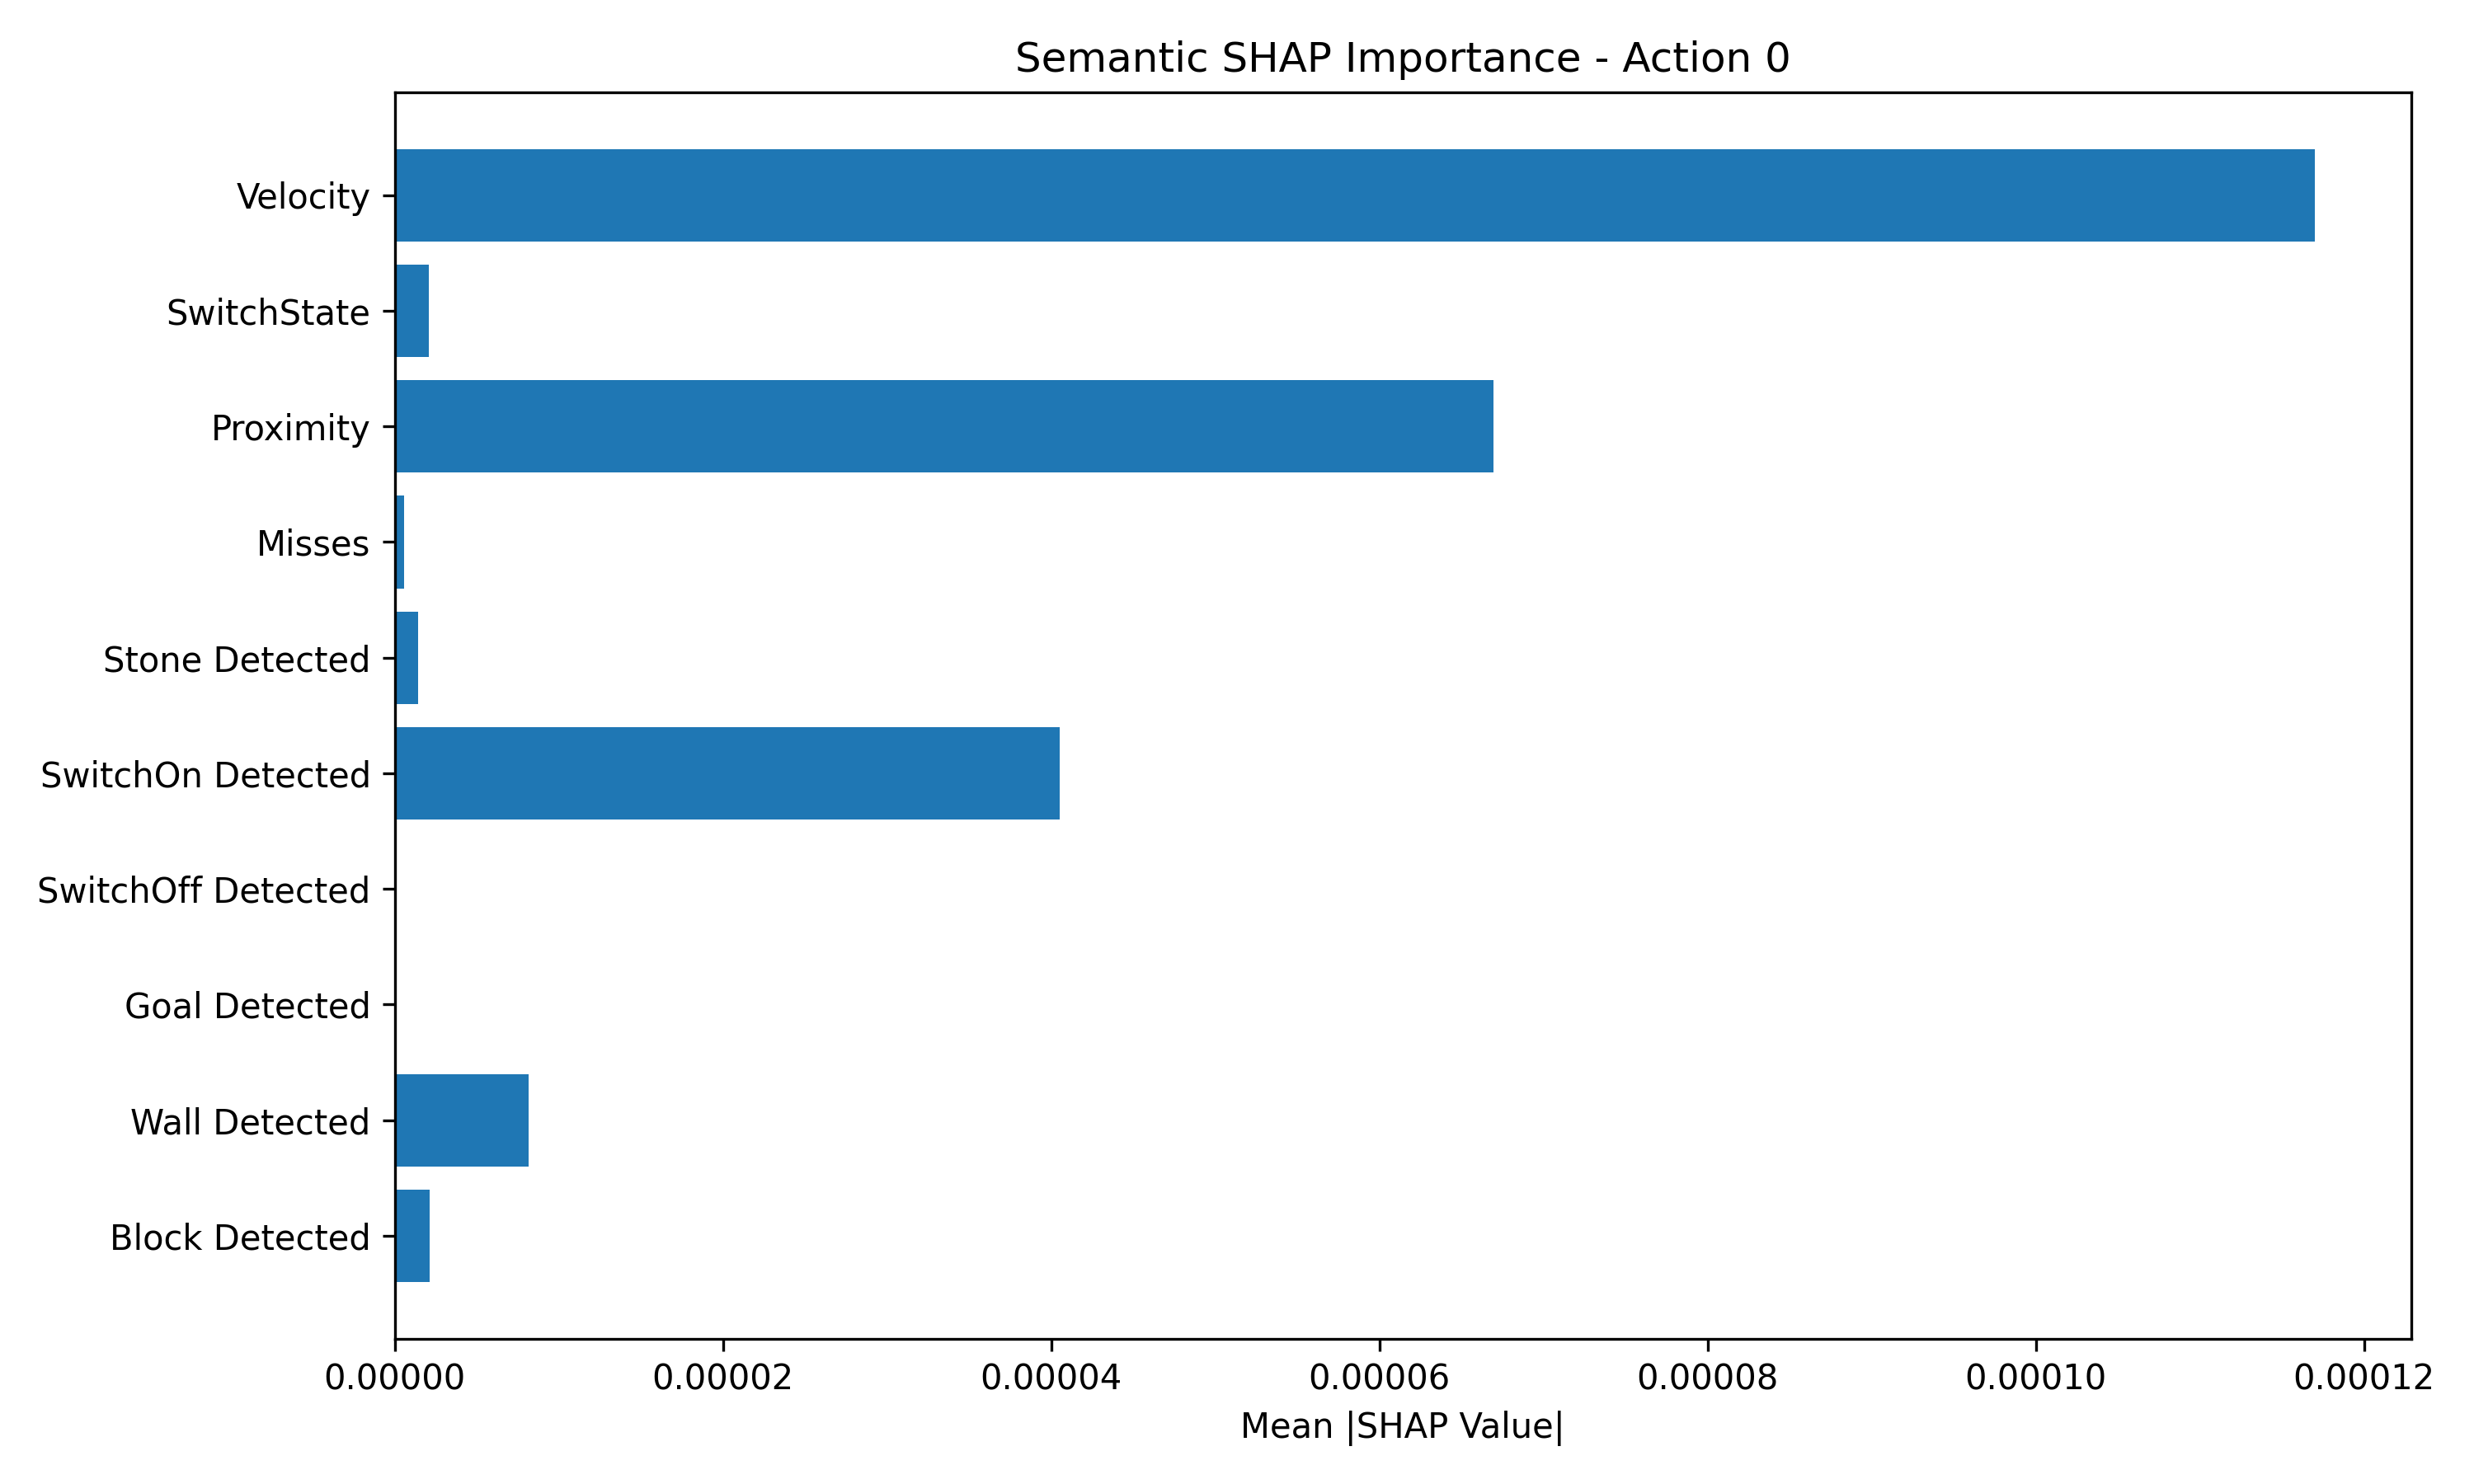 Semantic SHAP Importance - Action 0
Velocity
SwitchState
Proximity
Misses
Stone Detected
SwitchOn Detected
SwitchOff Detected
Goal Detected
Wall Detected
Block Detected
0.00000 0.00002 0.00004 0.00006 0.00008 0.00010 0.00012
Mean |SHAP Value|